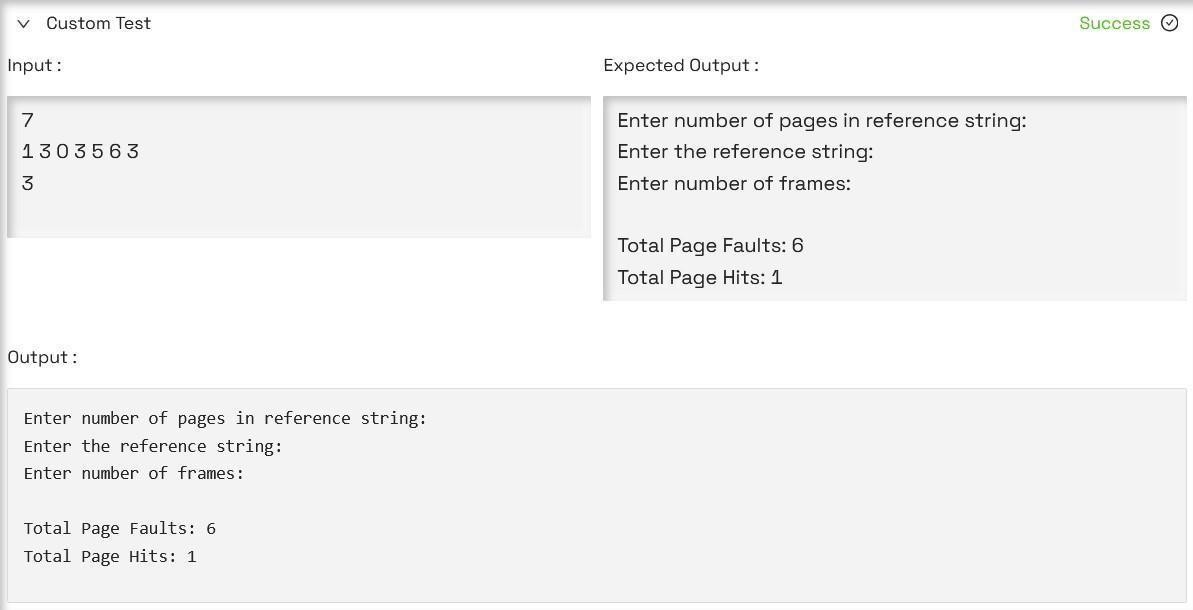 Custom Test
Success
Input :
7
1 3 0 3 5 6 3
3
Expected Output :
Enter number of pages in reference string:
Enter the reference string:
Enter number of frames:
Total Page Faults: 6
Total Page Hits: 1
Output :
Enter number of pages in reference string:
Enter the reference string:
Enter number of frames:
Total Page Faults: 6
Total Page Hits: 1